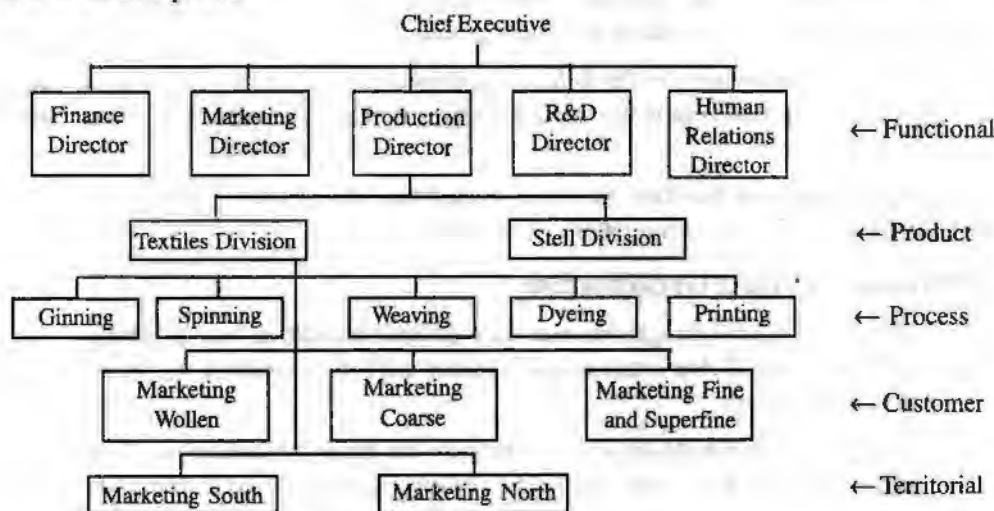 Chief Executive
Finance
Director
Marketing
Director
Production
Director
R&D
Director
Human
Relations
Director
← Functional
Textiles Division
Stell Division
← Product
Ginning
Spinning
Weaving
Dyeing
Printing
← Process
Marketing
Wollen
Marketing
Coarse
Marketing Fine
and Superfine
← Customer
Marketing South
Marketing North
← Territorial